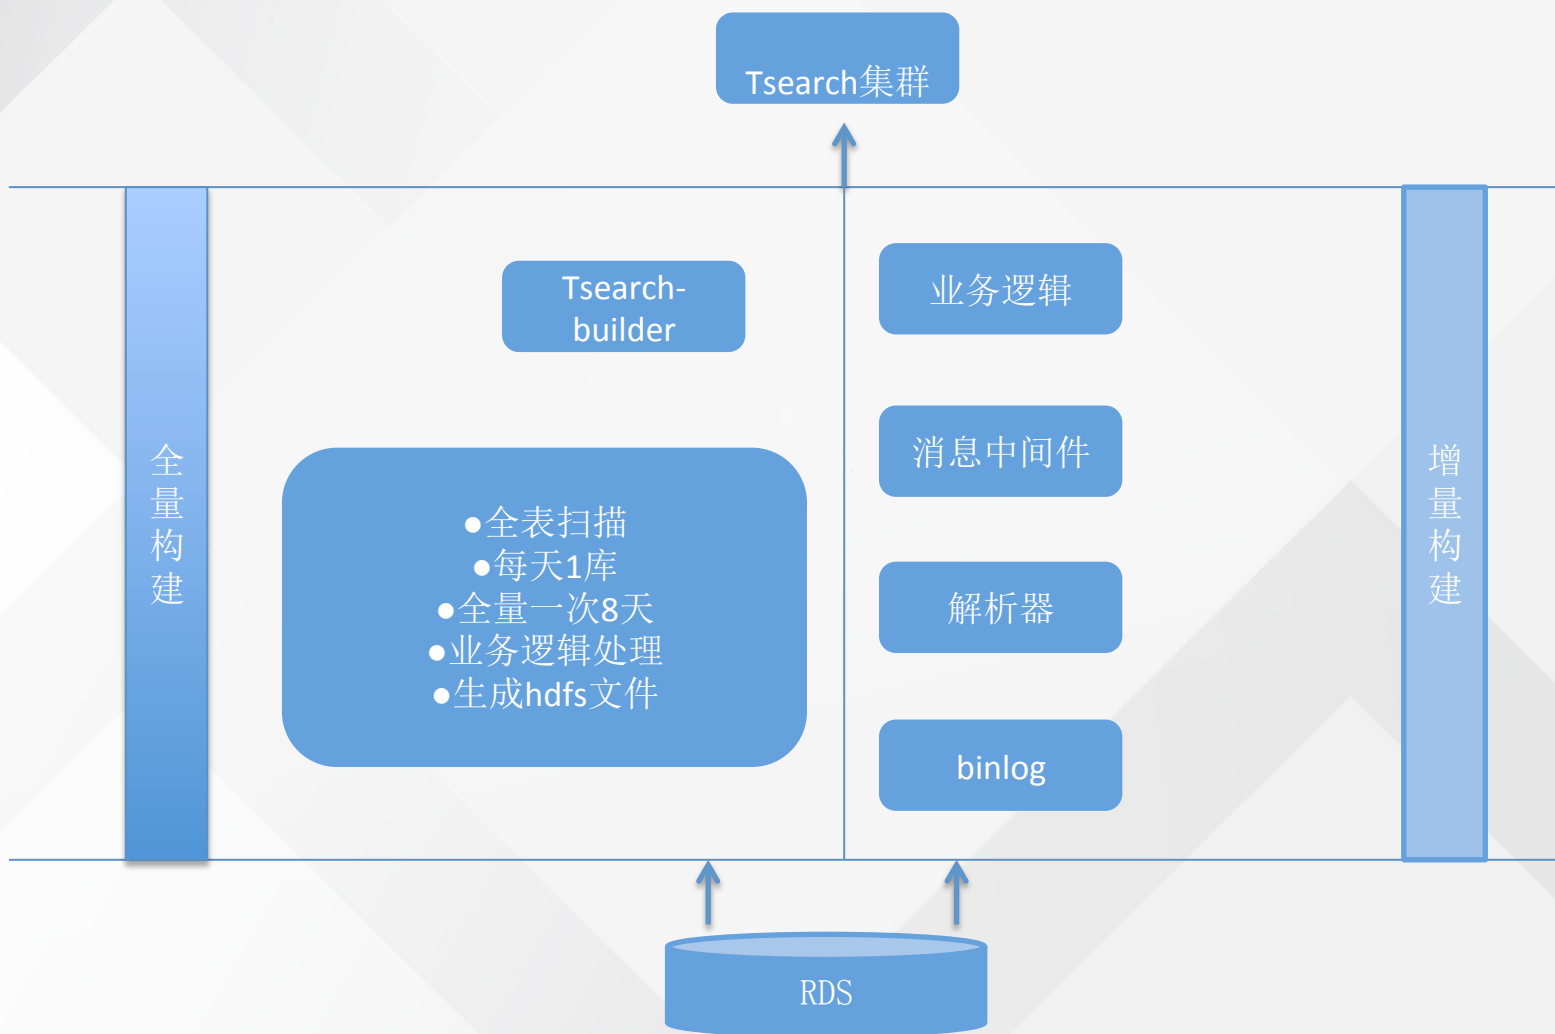 Tsearch集群
全量构建
Tsearch-
builder
●全表扫描
●每天1库
●全量一次8天
●业务逻辑处理
●生成hdfs文件
业务逻辑
消息中间件
解析器
binlog
增量构建
RDS